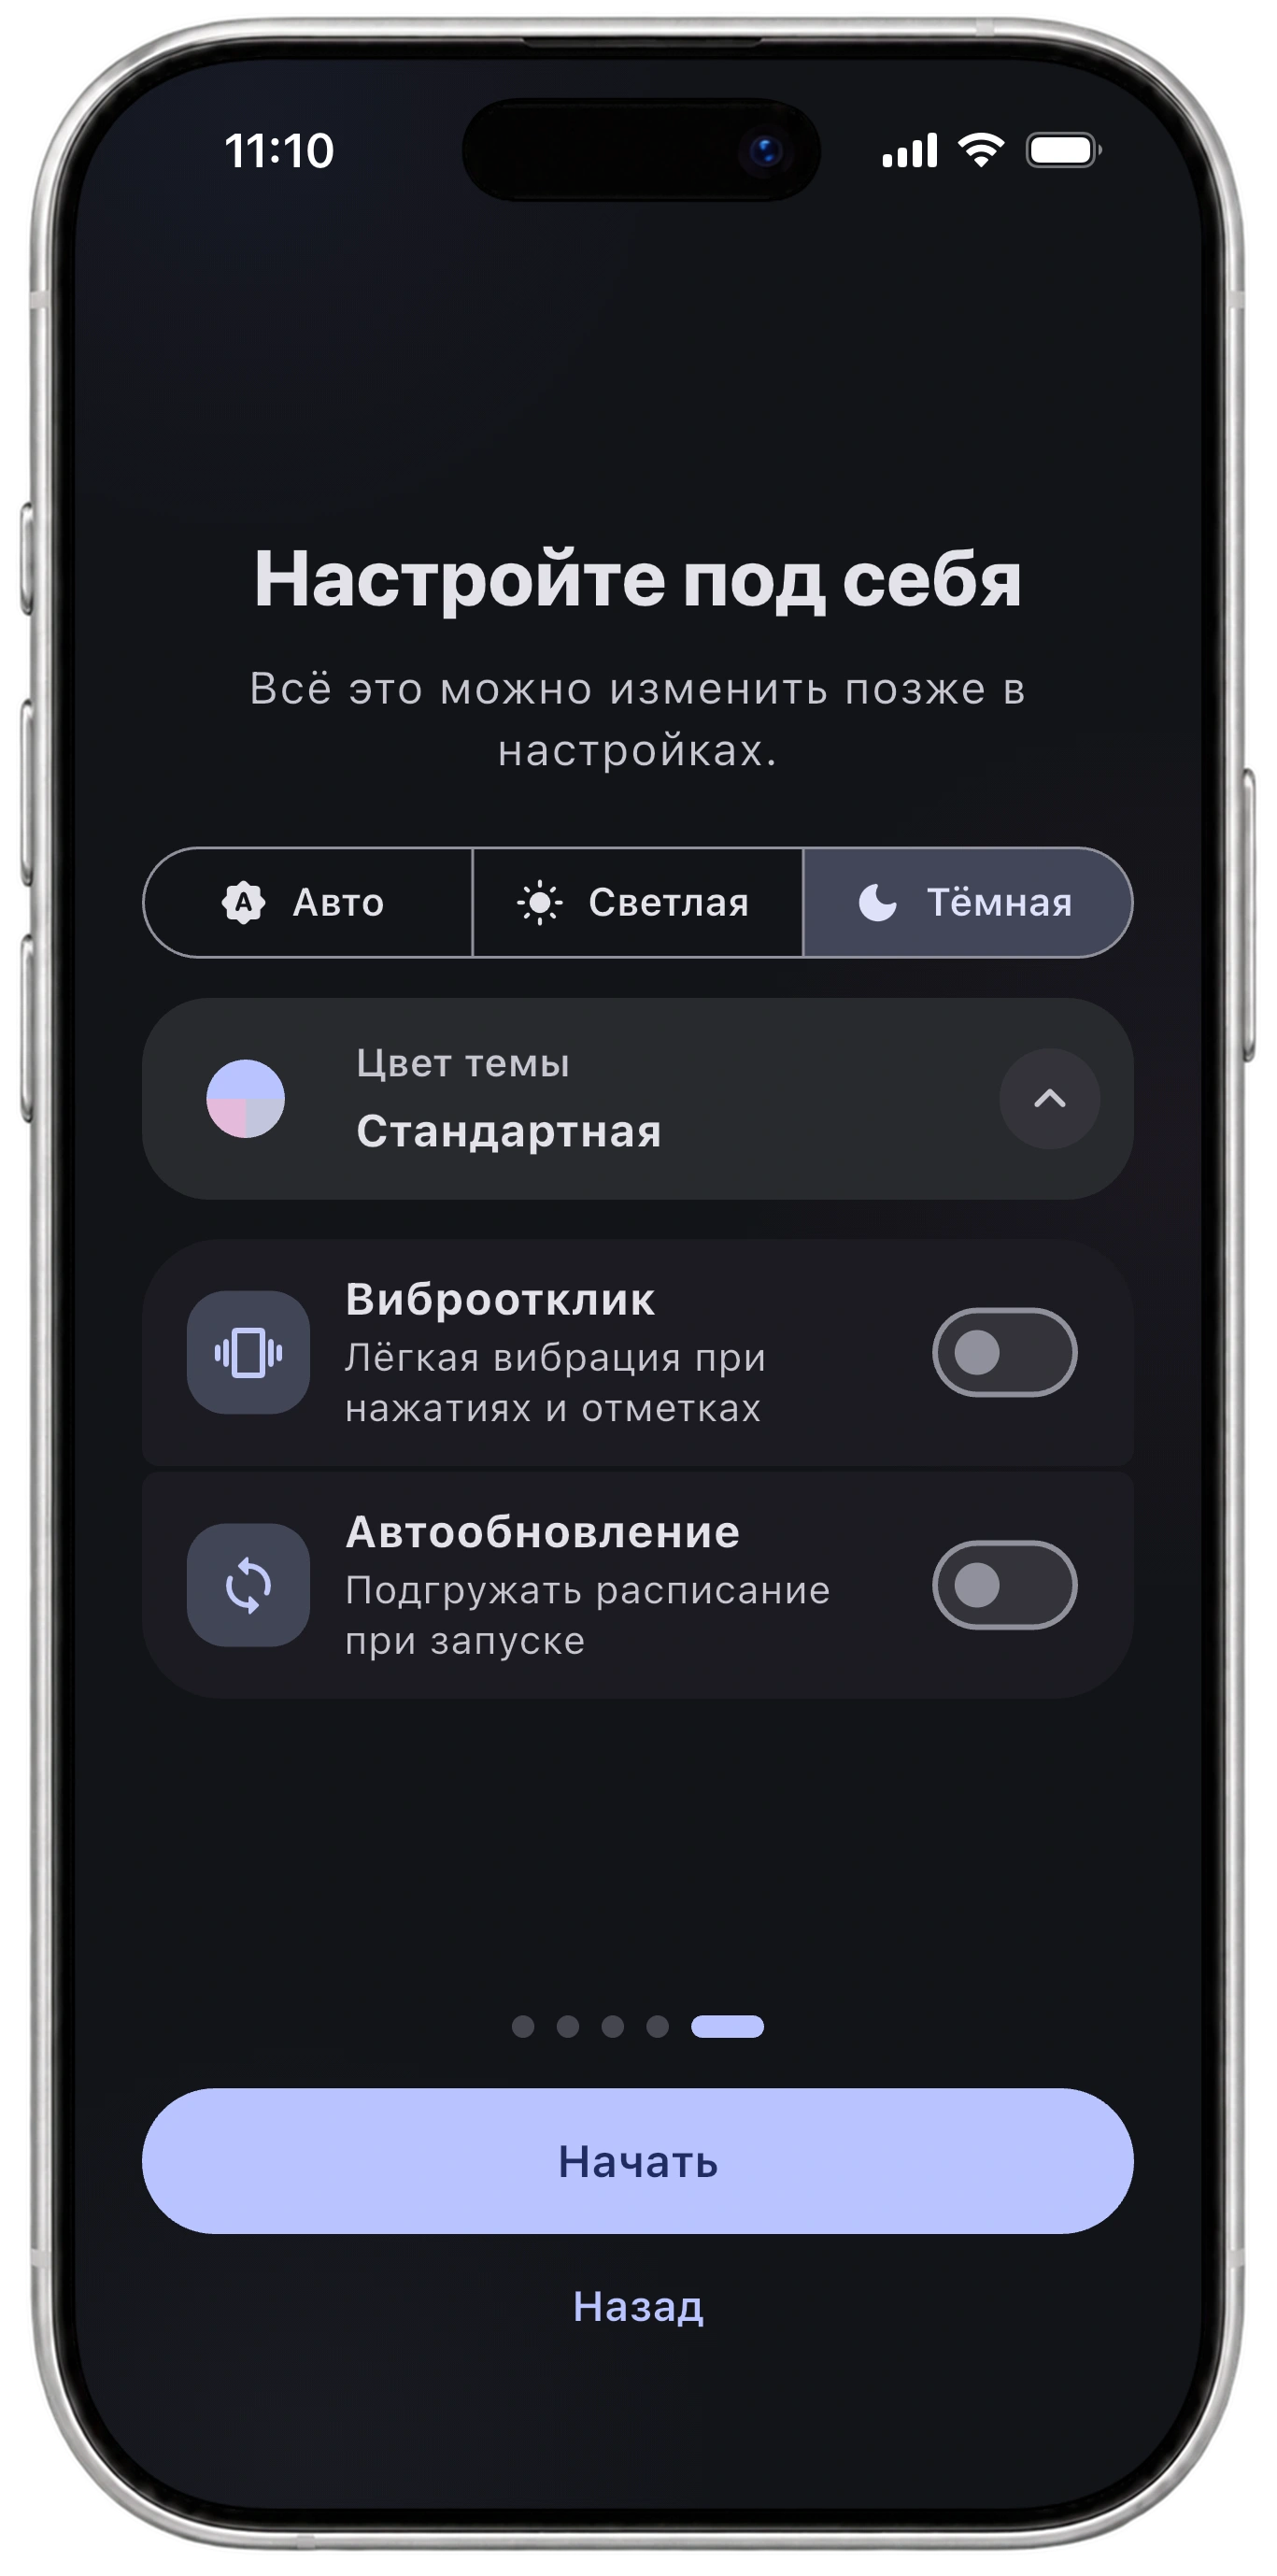 11:10
Настройте под себя
Всё это можно изменить позже в
настройках.
A Авто Светлая Тёмная
Цвет темы
Стандартная
Виброотклик
Лёгкая вибрация при
нажатиях и отметках
Автообновление
Подгружать расписание
при запуске
Начать
Назад